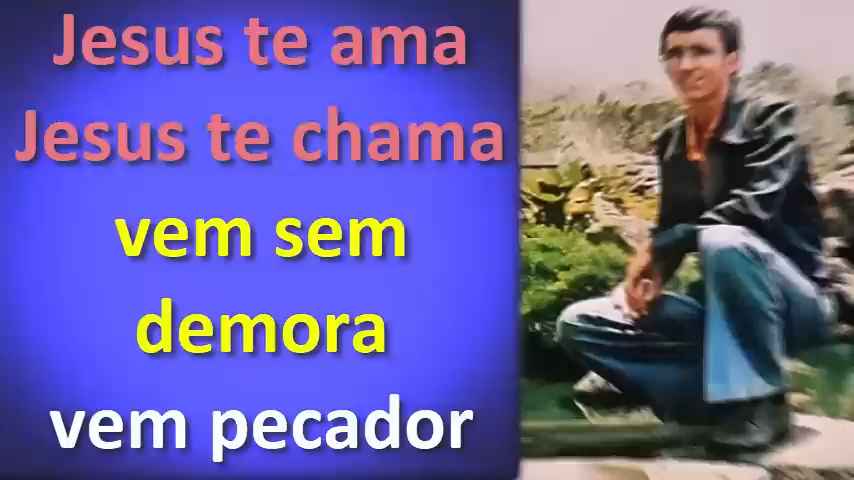 Jesus te ama
Jesus te chama
vem sem
demora
vem pecador